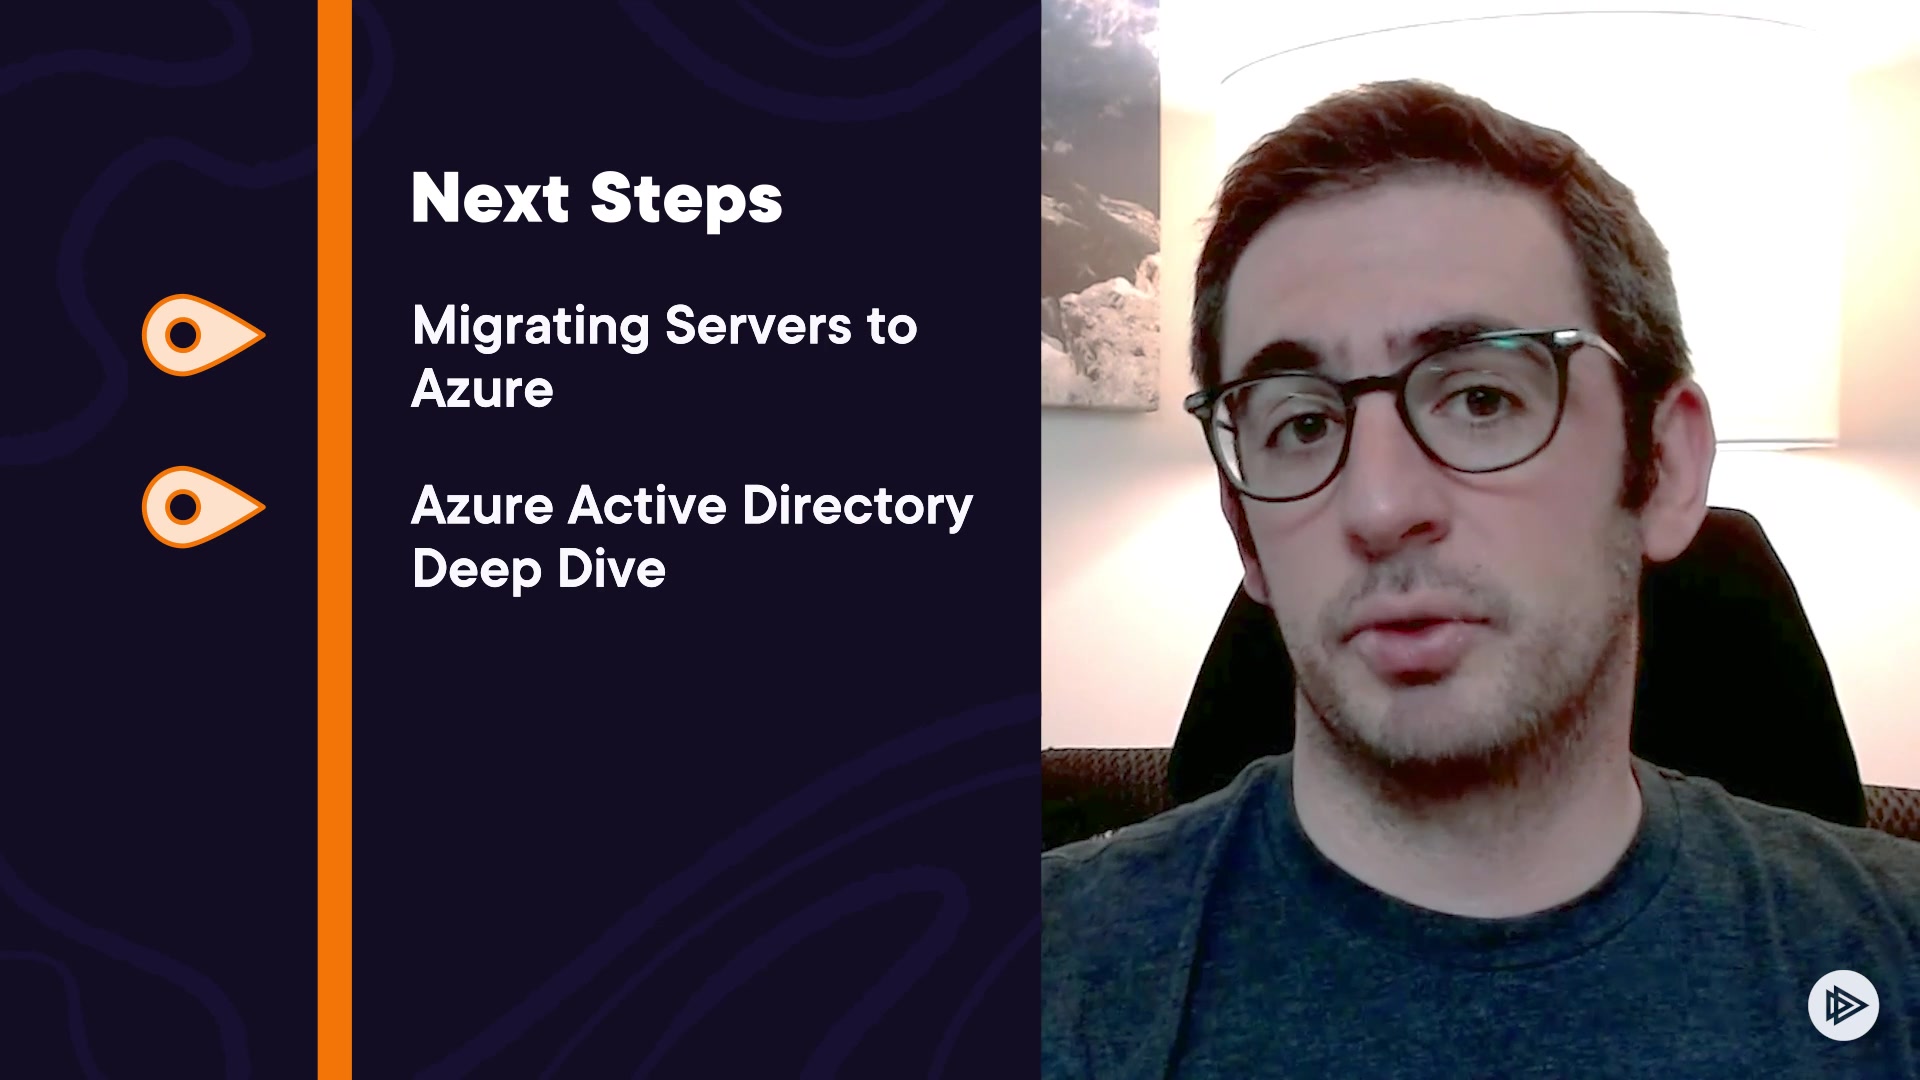 Next Steps
Migrating Servers to
Azure
Azure Active Directory
Deep Dive